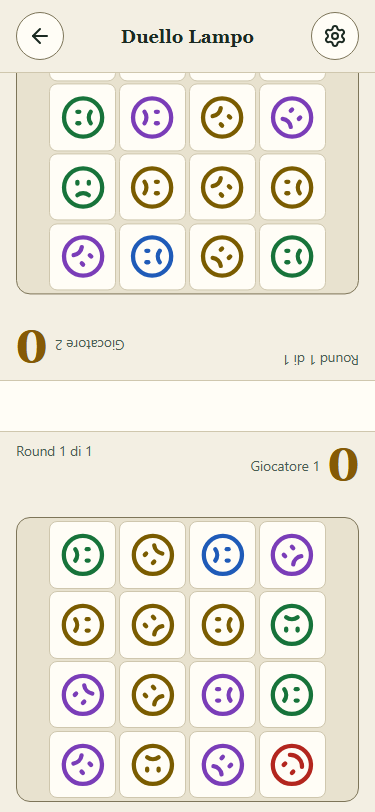 Duello Lampo
0 Giocatore 2
Round 1 di 1
Round 1 di 1
Giocatore 1 0